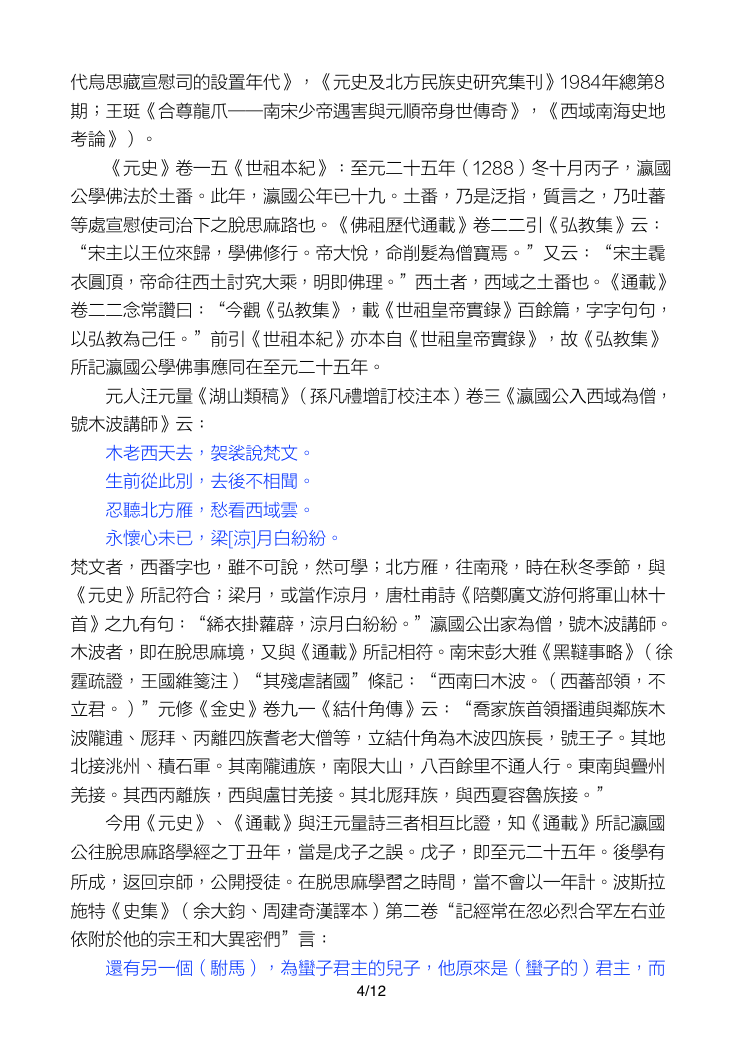 代烏思藏宣慰司的設置年代》，《元史及北方民族史研究集刊》1984年總第8
期；王珽《合尊龍爪——南宋少帝遇害與元順帝身世傳奇》，《西域南海史地
考論》）。
《元史》卷一五《世祖本紀》：至元二十五年（1288）冬十月丙子，瀛國
公學佛法於土番。此年，瀛國公年已十九。土番，乃是泛指，質言之，乃吐蕃
等處宣慰使司治下之脫思麻路也。《佛祖歷代通載》卷二二引《弘教集》云：
“宋主以王位來歸，學佛修行。帝大悅，命削髮為僧寶焉。”又云：“宋主毳
衣圓頂，帝命往西土討究大乘，明即佛理。”西土者，西域之土番也。《通載》
卷二二念常讚曰：“今觀《弘教集》，載《世祖皇帝實錄》百餘篇，字字句句，
以弘教為己任。”前引《世祖本紀》亦本自《世祖皇帝實錄》，故《弘教集》
所記瀛國公學佛事應同在至元二十五年。
元人汪元量《湖山類稿》（孫凡禮增訂校注本）卷三《瀛國公入西域為僧，
號木波講師》云：
木老西天去，袈裟說梵文。
生前從此別，去後不相聞。
忍聽北方雁，愁看西域雲。
永懷心未已，梁[涼]月白紛紛。
梵文者，西番字也，雖不可說，然可學；北方雁，往南飛，時在秋冬季節，與
《元史》所記符合；梁月，或當作涼月，唐杜甫詩《陪鄭廣文游何將軍山林十
首》之九有句：“絺衣掛蘿薜，涼月白紛紛。”瀛國公出家為僧，號木波講師。
木波者，即在脫思麻境，又與《通載》所記相符。南宋彭大雅《黑韃事略》（徐
霆疏證，王國維箋注）“其殘虐諸國”條記：“西南曰木波。（西蕃部領，不
立君。）”元修《金史》卷九一《結什角傳》云：“喬家族首領播逋與鄰族木
波隴逋、厖拜、丙離四族耆老大僧等，立結什角為木波四族長，號王子。其地
北接洮州、積石軍。其南隴逋族，南限大山，八百餘里不通人行。東南與疊州
羌接。其西丙離族，西與盧甘羌接。其北厖拜族，與西夏容魯族接。”
今用《元史》、《通載》與汪元量詩三者相互比證，知《通載》所記瀛國
公往脫思麻路學經之丁丑年，當是戊子之誤。戊子，即至元二十五年。後學有
所成，返回京師，公開授徒。在脫思麻學習之時間，當不會以一年計。波斯拉
施特《史集》（余大鈞、周建奇漢譯本）第二卷“記經常在忽必烈合罕左右並
依附於他的宗王和大異密們”言：
還有另一個（駙馬），為蠻子君主的兒子，他原來是（蠻子的）君主，而
4/12